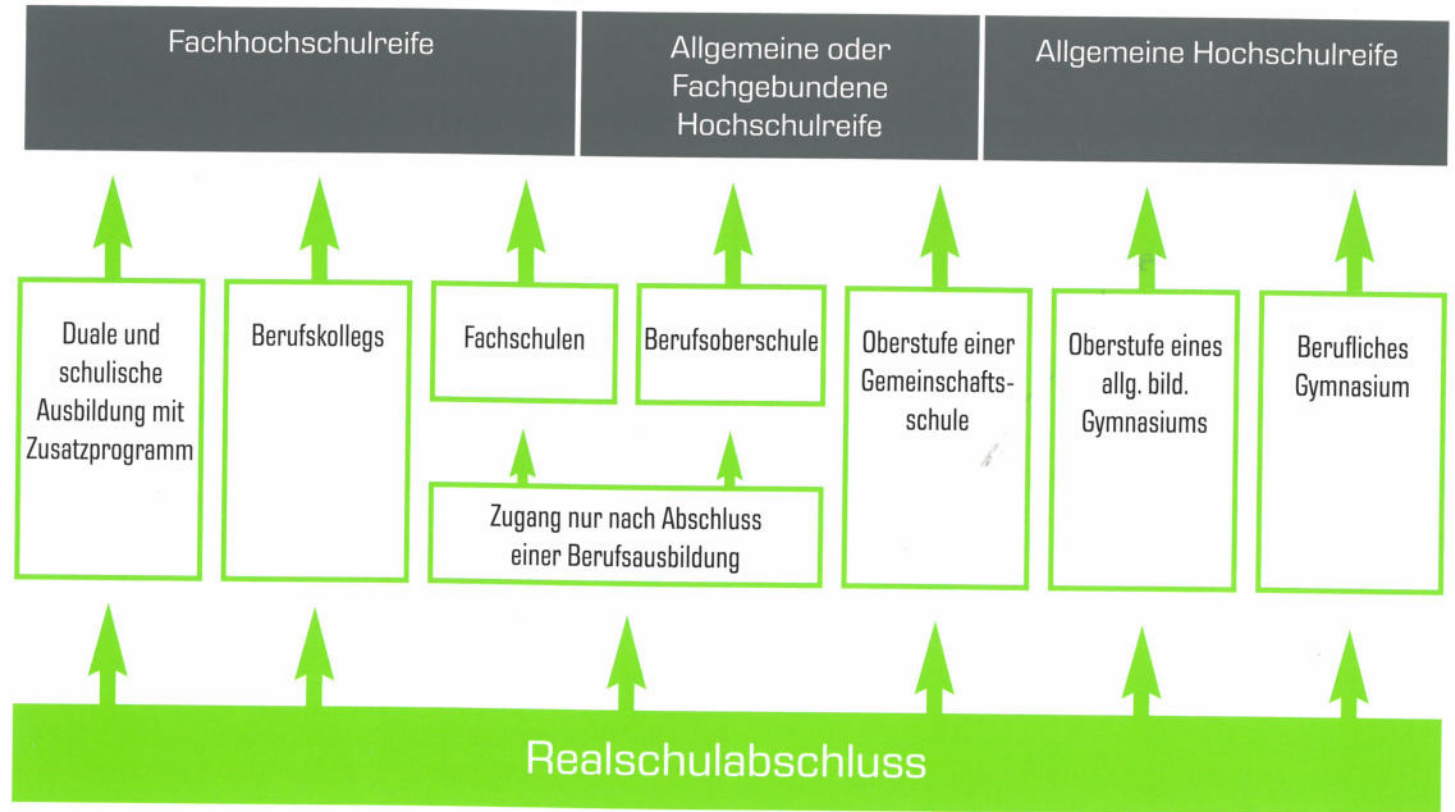 Fachhochschulreife
Allgemeine oder
Fachgebundene
Hochschulreife
Allgemeine Hochschulreife
Duale und
schulische
Ausbildung mit
Zusatzprogramm
Berufskollegs
Fachschulen
Berufsoberschule
Zugang nur nach Abschluss
einer Berufsausbildung
Oberstufe einer
Gemeinschafts-
schule
Oberstufe eines
allg. bild.
Gymnasiums
Berufliches
Gymnasium
Realschulabschluss